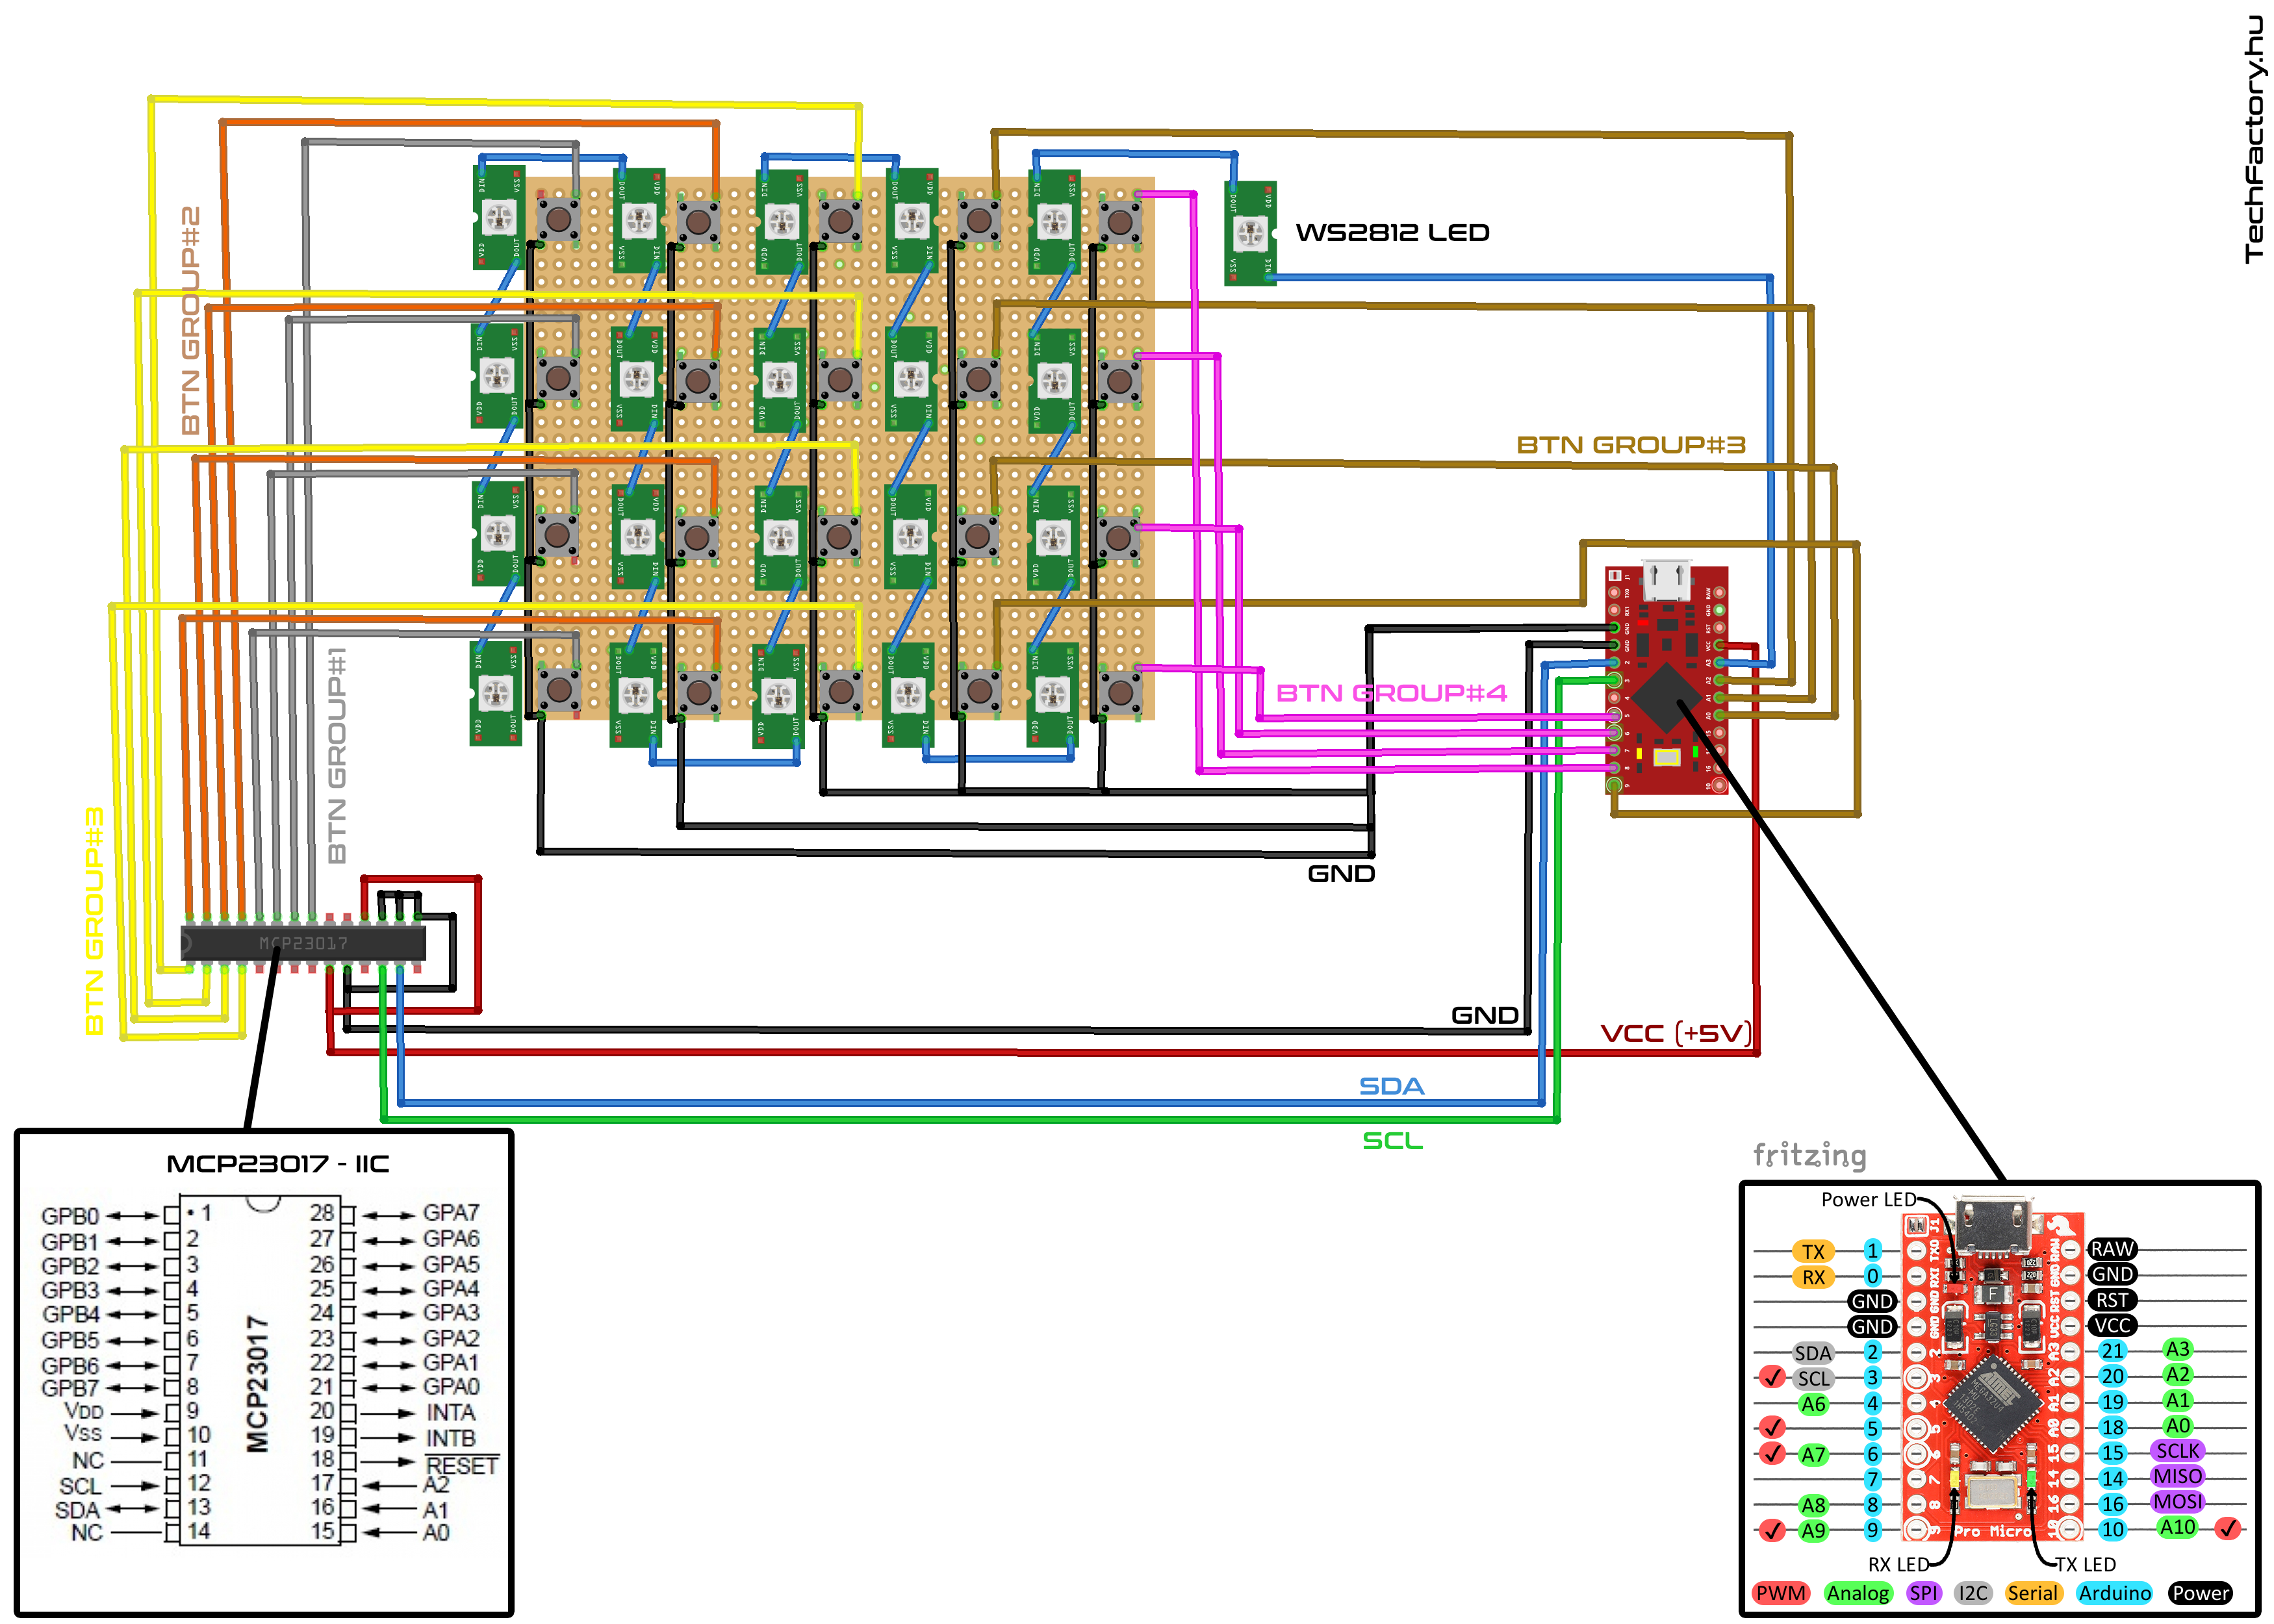 TechFactory.hu
WS2812 LED
BTN GROUP#2
BTN GROUP#3
BTN GROUP#4
BTN GROUP#1
BTN GROUP#3
GND
GND
VCC (+5V)
SDA
SCL
MCP23017
fritzing
MCP23017 - IIC
GPB0 1 28 GPA7
GPB1 2 27 GPA6
GPB2 3 26 GPA5
GPB3 4 25 GPA4
GPB4 5 24 GPA3
GPB5 6 23 GPA2
GPB6 7 22 GPA1
GPB7 8 21 GPA0
VDD 9 20 INTA
VSS 10 19 INTB
NC 11 18 RESET
SCL 12 17 A2
SDA 13 16 A1
NC 14 15 A0
MCP23017
Power LED
TX 1 RAW
RX 0 GND
GND RST
GND VCC
SDA 2 21 A3
SCL 3 20 A2
A6 4 19 A1
5 18 A0
A7 6 15 SCLK
7 14 MISO
A8 8 16 MOSI
A9 9 10 A10
Pro Micro
RX LED TX LED
PWM Analog SPI I2C Serial Arduino Power